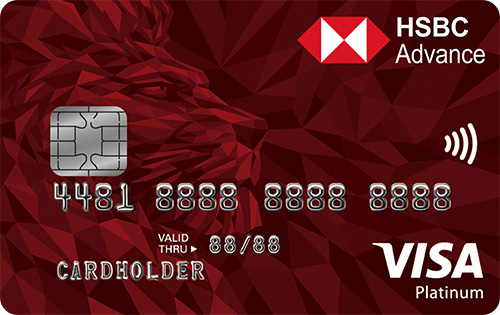 HSBC
Advance
4481 8888 8888 8888
VALID
THRU 88/88
CARDHOLDER
VISA
Platinum